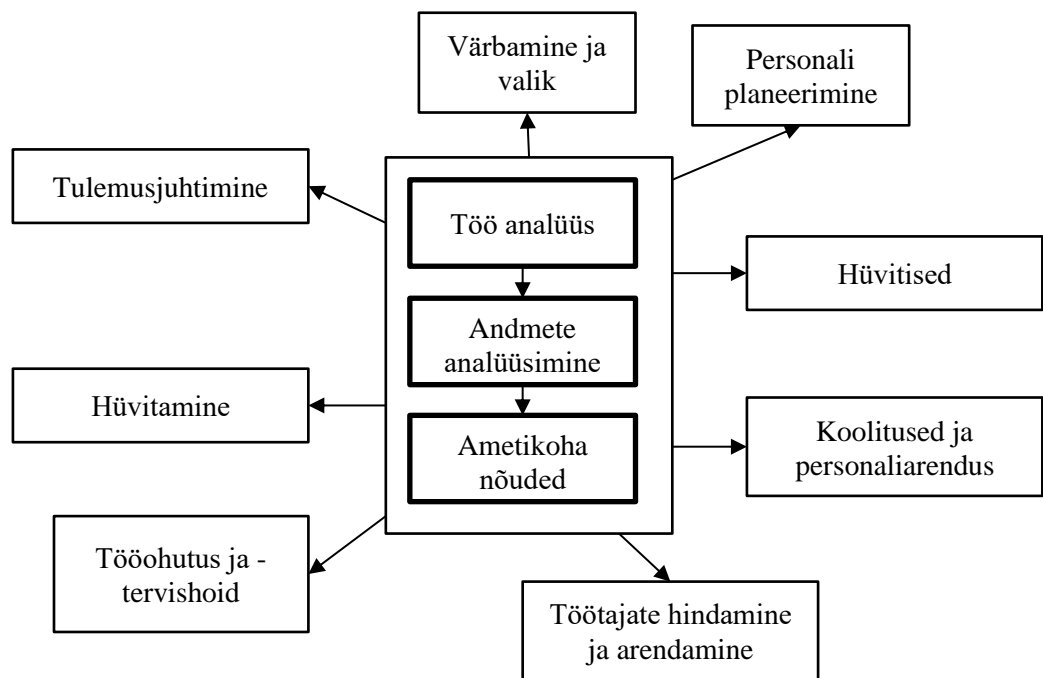 Värbamine ja
valik
Personali
planeerimine
Tulemusjuhtimine
Töö analüüs
Hüvitised
Andmete
analüüsimine
Hüvitamine
Ametikoha
nõuded
Koolitused ja
personaliarendus
Tööohutus ja -
tervishoid
Töötajate hindamine
ja arendamine